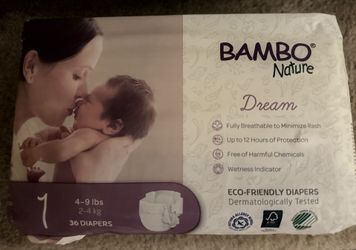 BAMBO®
Nature
Dream
Fully Breathable to Minimize Rash
Up to 12 Hours of Protection
Free of Harmful Chemicals
Wetness Indicator
1
4-9 lbs
2-4 kg
36 DIAPERS
ECO-FRIENDLY DIAPERS
Dermatologically Tested
FSC